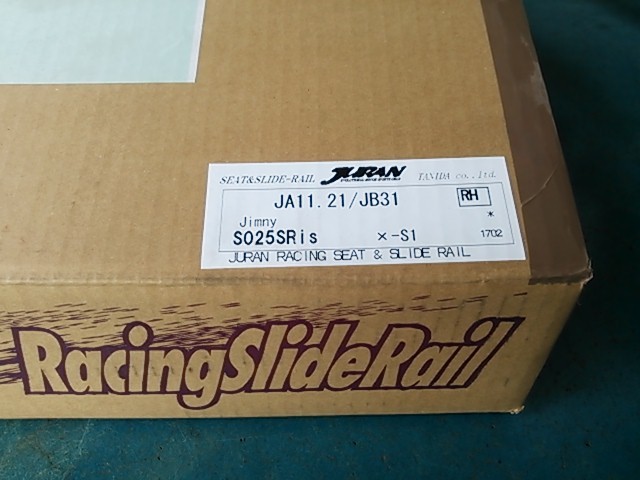 SEAT&SLIDE-RAIL JURAN TANIDA co.,ltd.
JA11.21/JB31 RH
Jimny *
S025SRis ×-S1 1702
JURAN RACING SEAT & SLIDE RAIL
RacingSlideRail